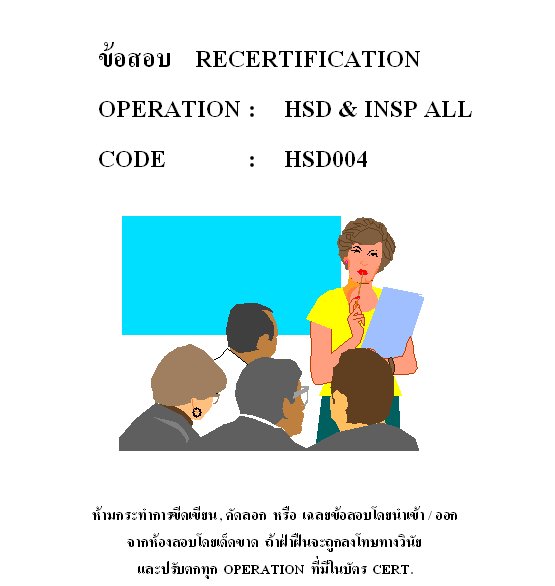 ข้อสอบ RECERTIFICATION
OPERATION : HSD & INSP ALL
CODE : HSD004
ห้ามกระทำการขีดเขียน, คัดลอก หรือ เฉลยข้อสอบโดยนำเข้า / ออก
จากห้องสอบโดยเด็ดขาด ถ้าฝ่าฝืนจะถูกลงโทษทางวินัย
และปรับตกทุก OPERATION ที่มีในบัตร CERT.